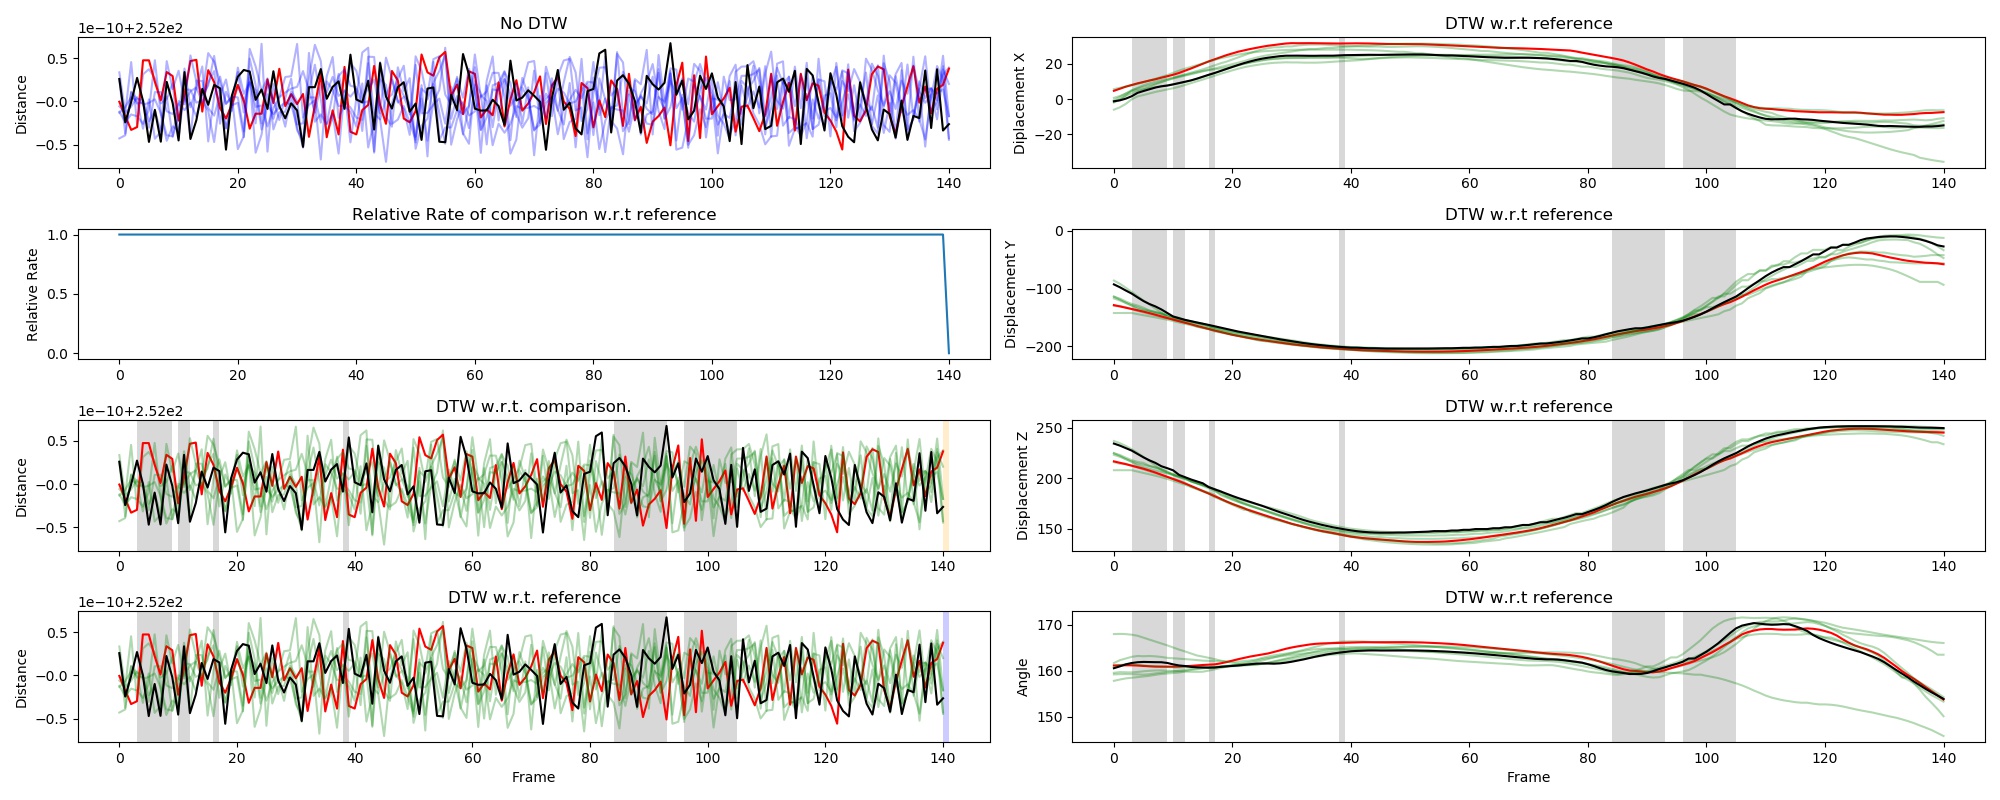 No DTW
1e−10+2.52e2
Distance
0.5
−0.0
−0.5
0 20 40 60 80 100 120 140
Relative Rate of comparison w.r.t reference
Relative Rate
1.0
0.5
0.0
0 20 40 60 80 100 120 140
DTW w.r.t. comparison.
1e−10+2.52e2
Distance
0.5
−0.0
−0.5
0 20 40 60 80 100 120 140
DTW w.r.t. reference
1e−10+2.52e2
Distance
0.5
−0.0
−0.5
0 20 40 60 80 100 120 140
Frame
DTW w.r.t reference
Diplacement X
20
0
−20
0 20 40 60 80 100 120 140
DTW w.r.t reference
Displacement Y
0
−100
−200
0 20 40 60 80 100 120 140
DTW w.r.t reference
Displacement Z
250
200
150
0 20 40 60 80 100 120 140
DTW w.r.t reference
Angle
170
160
150
0 20 40 60 80 100 120 140
Frame